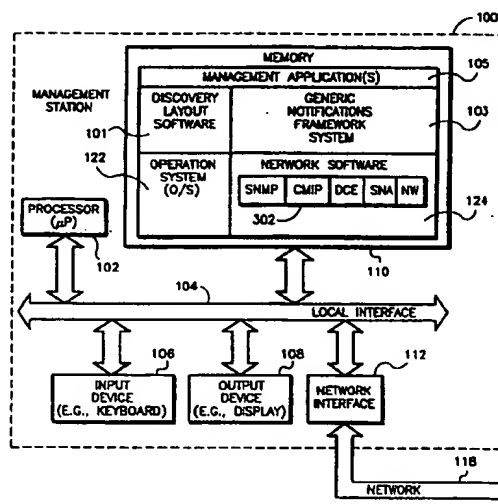 100
MEMORY
MANAGEMENT APPLICATION(S)
105
MANAGEMENT
STATION
101
DISCOVERY
LAYOUT
SOFTWARE
GENERIC
NOTIFICATIONS
FRAMEWORK
SYSTEM
103
122
OPERATION
SYSTEM
(O/S)
NERWORK SOFTWARE
SNMP CMIP DCE SNA NW
302
124
PROCESSOR
(μP)
102
110
104
LOCAL INTERFACE
106
108
112
INPUT
DEVICE
(E.G., KEYBOARD)
OUTPUT
DEVICE
(E.G., DISPLAY)
NETWORK
INTERFACE
118
NETWORK